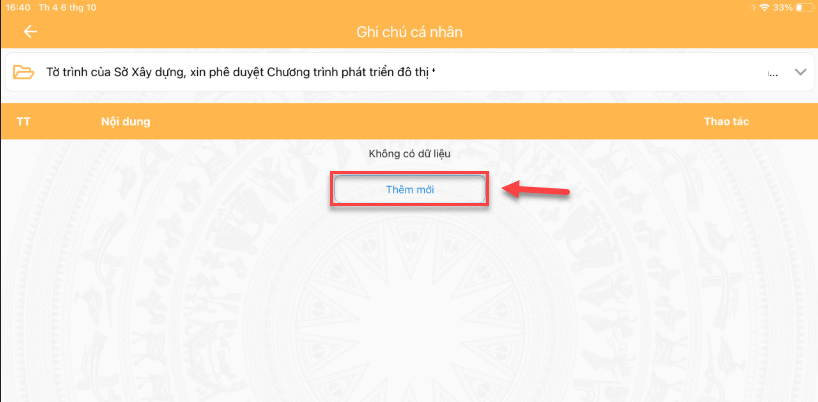 16:40 Th 4 6 thg 10 33%
Ghi chú cá nhân
Tờ trình của Sở Xây dựng, xin phê duyệt Chương trình phát triển đô thị ...
TT Nội dung Thao tác
Không có dữ liệu
Thêm mới